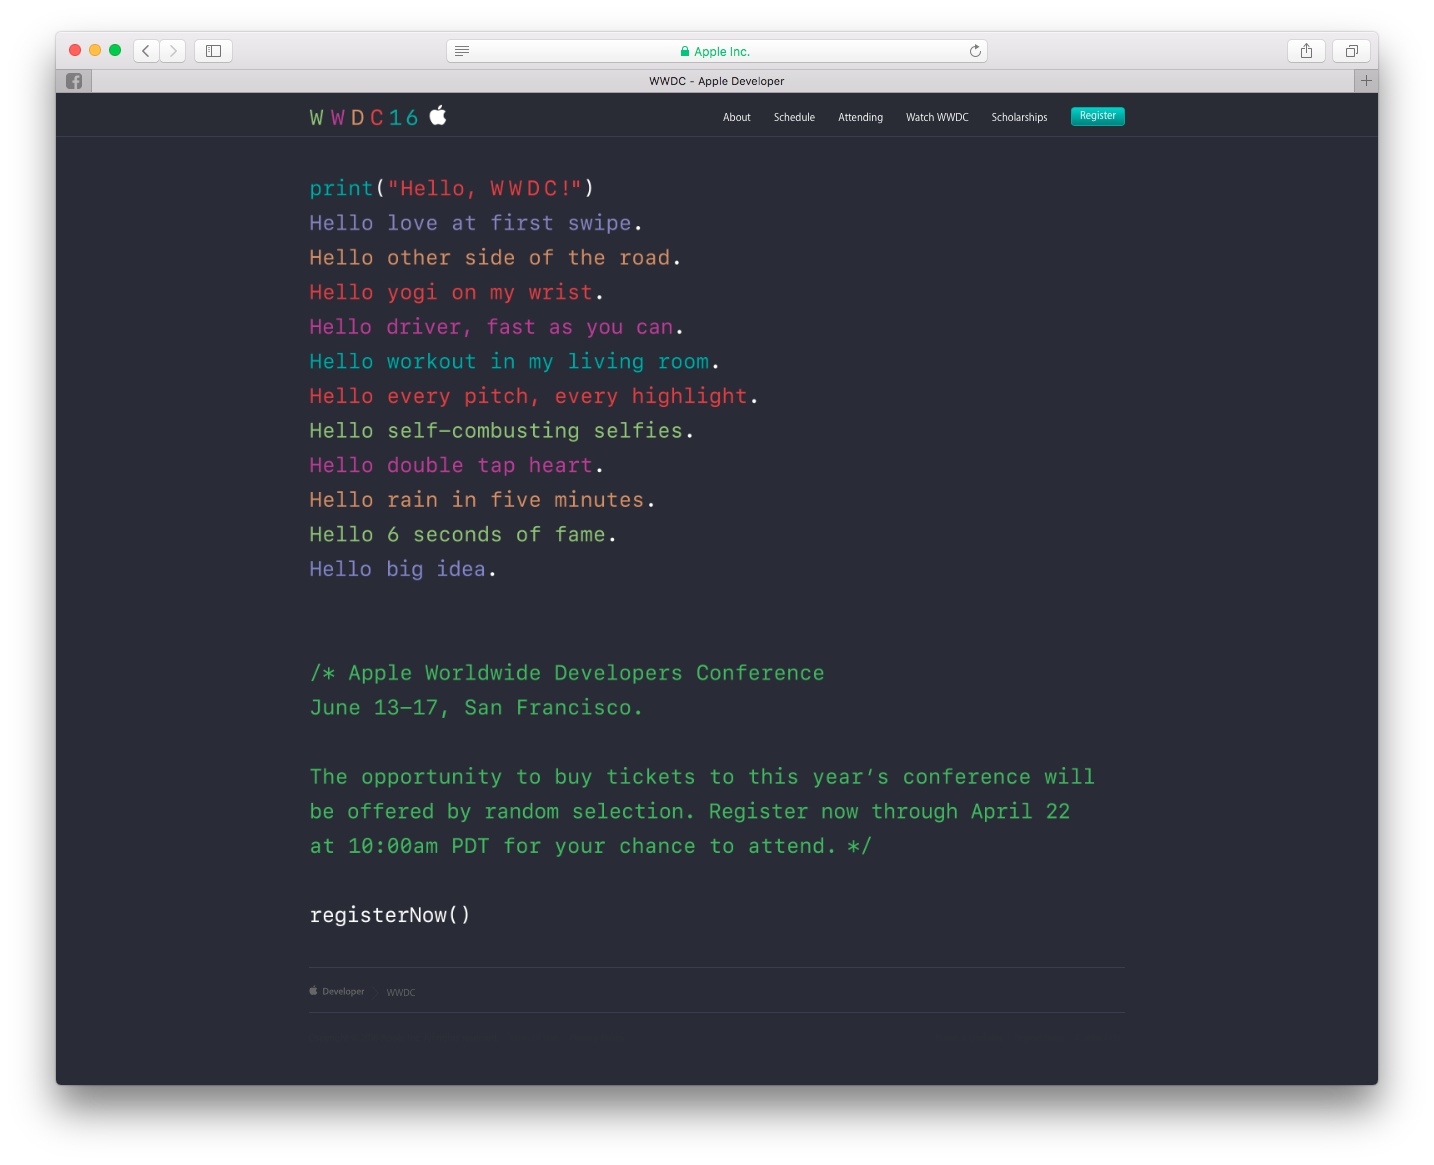 Apple Inc.
WWDC - Apple Developer
WWDC16
About Schedule Attending Watch WWDC Scholarships Register
print("Hello, WWDC!")
Hello love at first swipe.
Hello other side of the road.
Hello yogi on my wrist.
Hello driver, fast as you can.
Hello workout in my living room.
Hello every pitch, every highlight.
Hello self-combusting selfies.
Hello double tap heart.
Hello rain in five minutes.
Hello 6 seconds of fame.
Hello big idea.
/* Apple Worldwide Developers Conference
June 13–17, San Francisco.
The opportunity to buy tickets to this year’s conference will
be offered by random selection. Register now through April 22
at 10:00am PDT for your chance to attend. */
registerNow()
Developer WWDC